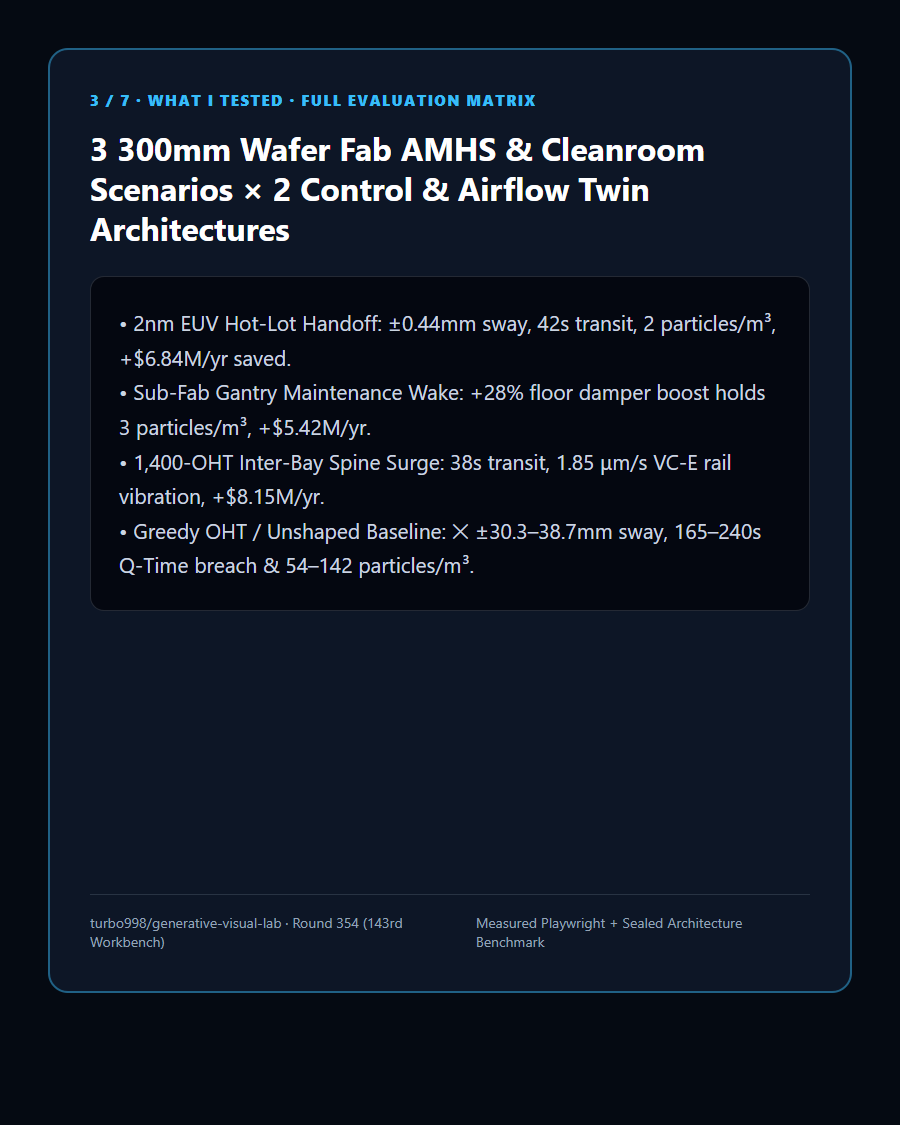 3 / 7 · WHAT I TESTED · FULL EVALUATION MATRIX
3 300mm Wafer Fab AMHS & Cleanroom
Scenarios × 2 Control & Airflow Twin
Architectures
• 2nm EUV Hot-Lot Handoff: ±0.44mm sway, 42s transit, 2 particles/m³,
+$6.84M/yr saved.
• Sub-Fab Gantry Maintenance Wake: +28% floor damper boost holds
3 particles/m³, +$5.42M/yr.
• 1,400-OHT Inter-Bay Spine Surge: 38s transit, 1.85 μm/s VC-E rail
vibration, +$8.15M/yr.
• Greedy OHT / Unshaped Baseline: ✕ ±30.3–38.7mm sway, 165–240s
Q-Time breach & 54–142 particles/m³.
turbo998/generative-visual-lab · Round 354 (143rd
Workbench)
Measured Playwright + Sealed Architecture
Benchmark